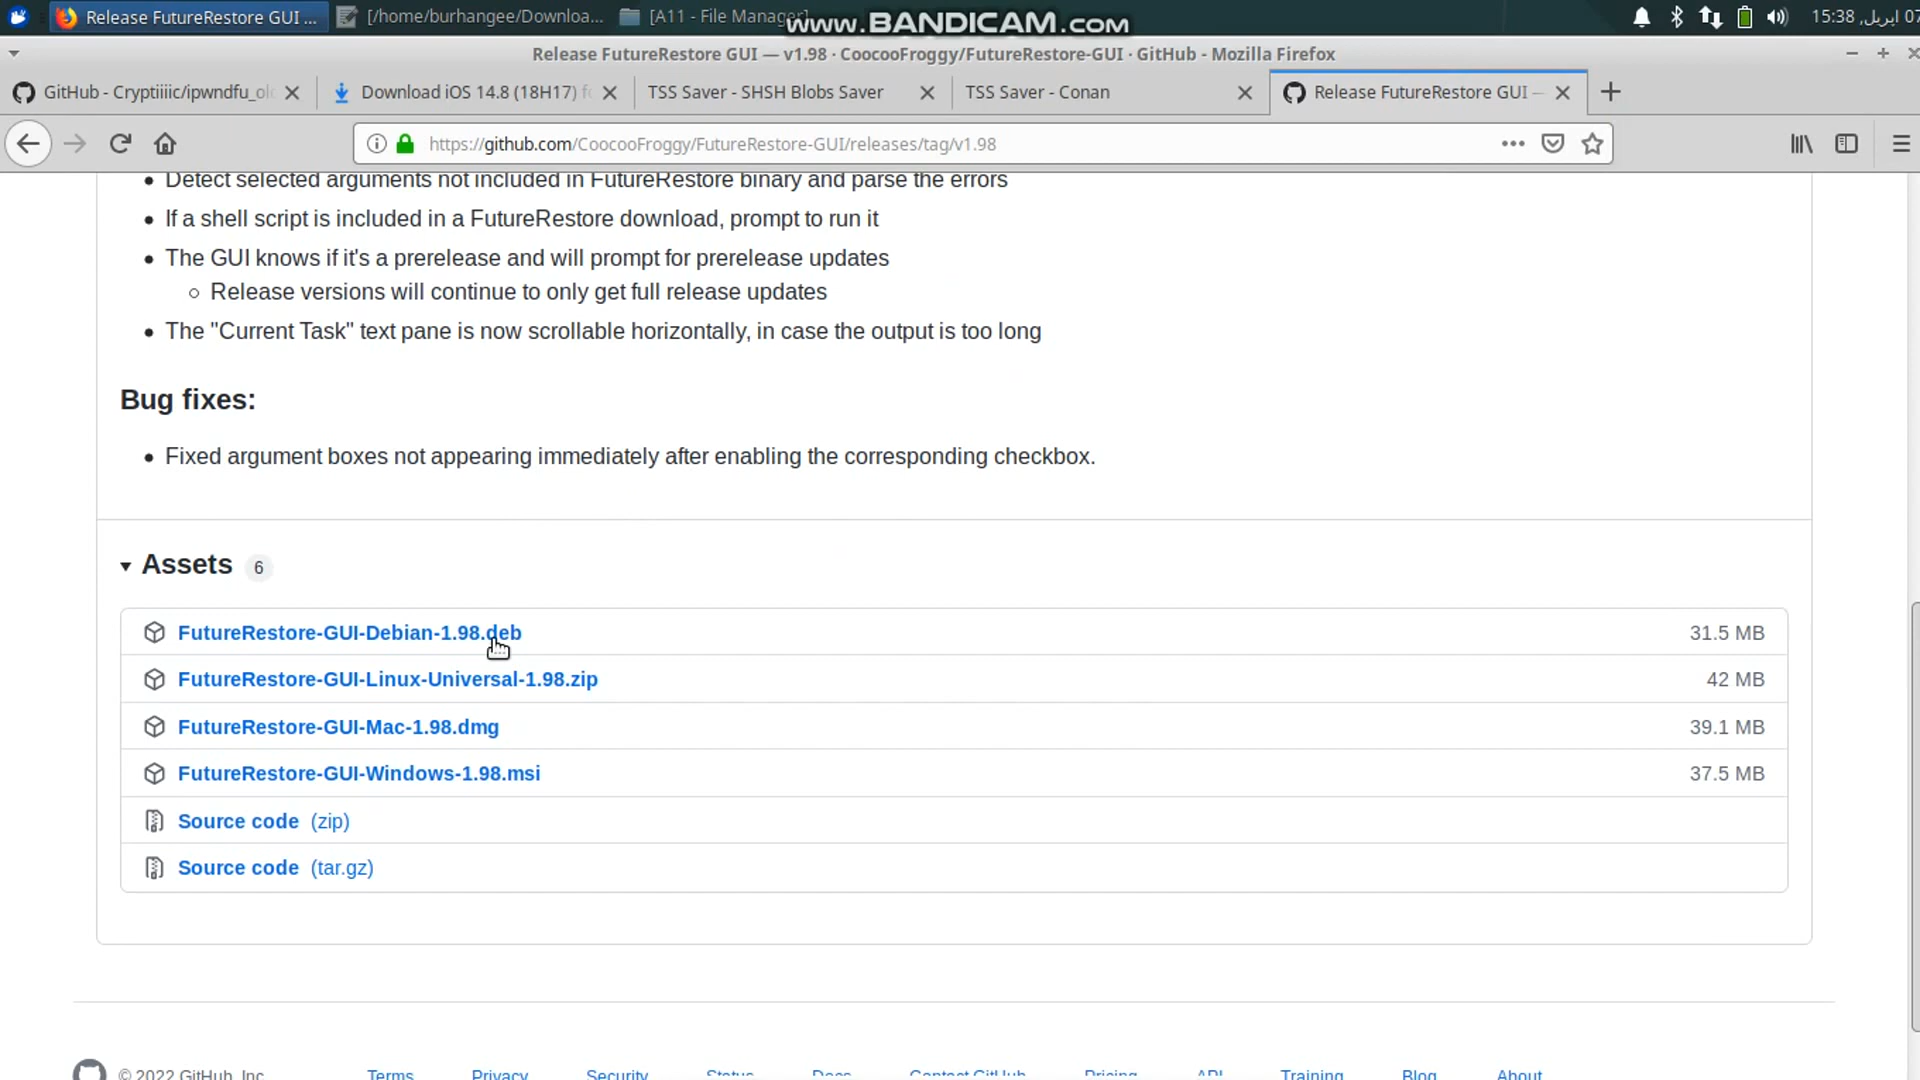 Release FutureRestore GUI ...
[/home/burhangee/Downloa...
[A11 - File Manager]
www.BANDICAM.com
15:38 ,ابريل 07
Release FutureRestore GUI — v1.98 · CoocooFroggy/FutureRestore-GUI · GitHub - Mozilla Firefox
GitHub - Cryptiiiic/ipwndfu_ol
Download iOS 14.8 (18H17) f
TSS Saver - SHSH Blobs Saver
TSS Saver - Conan
Release FutureRestore GUI —
https://github.com/CoocooFroggy/FutureRestore-GUI/releases/tag/v1.98
• Detect selected arguments not included in FutureRestore binary and parse the errors
• If a shell script is included in a FutureRestore download, prompt to run it
• The GUI knows if it's a prerelease and will prompt for prerelease updates
Release versions will continue to only get full release updates
• The "Current Task" text pane is now scrollable horizontally, in case the output is too long
Bug fixes:
• Fixed argument boxes not appearing immediately after enabling the corresponding checkbox.
Assets 6
FutureRestore-GUI-Debian-1.98.deb 31.5 MB
FutureRestore-GUI-Linux-Universal-1.98.zip 42 MB
FutureRestore-GUI-Mac-1.98.dmg 39.1 MB
FutureRestore-GUI-Windows-1.98.msi 37.5 MB
Source code (zip)
Source code (tar.gz)
© 2022 GitHub, Inc.
Terms Privacy Security Status Docs Contact GitHub Pricing API Training Blog About